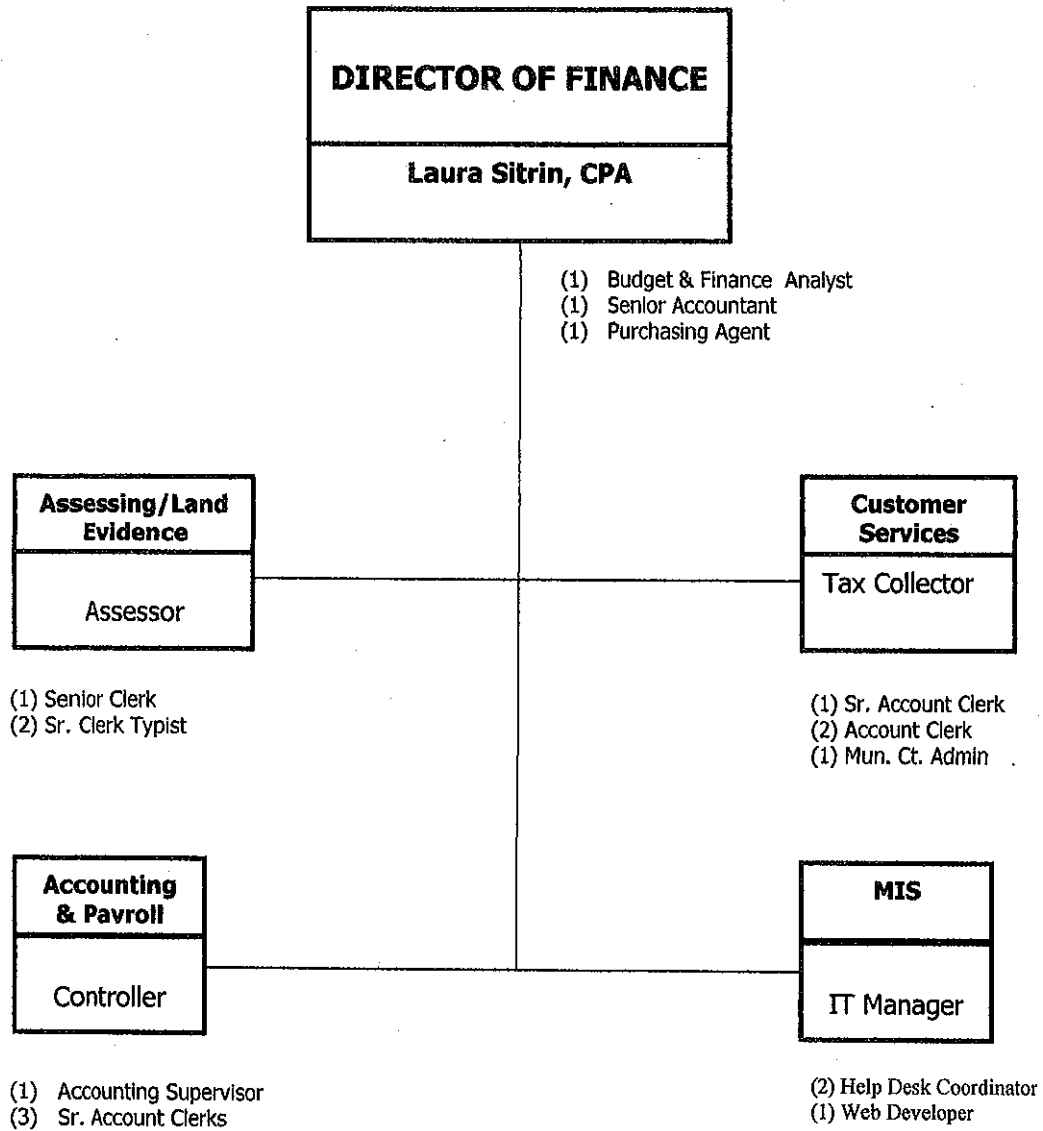 DIRECTOR OF FINANCE
Laura Sitrin, CPA
(1) Budget & Finance Analyst
(1) Senior Accountant
(1) Purchasing Agent
Assessing/Land
Evidence
Assessor
(1) Senior Clerk
(2) Sr. Clerk Typist
Customer
Services
Tax Collector
(1) Sr. Account Clerk
(2) Account Clerk
(1) Mun. Ct. Admin
Accounting
& Payroll
Controller
(1) Accounting Supervisor
(3) Sr. Account Clerks
MIS
IT Manager
(2) Help Desk Coordinator
(1) Web Developer